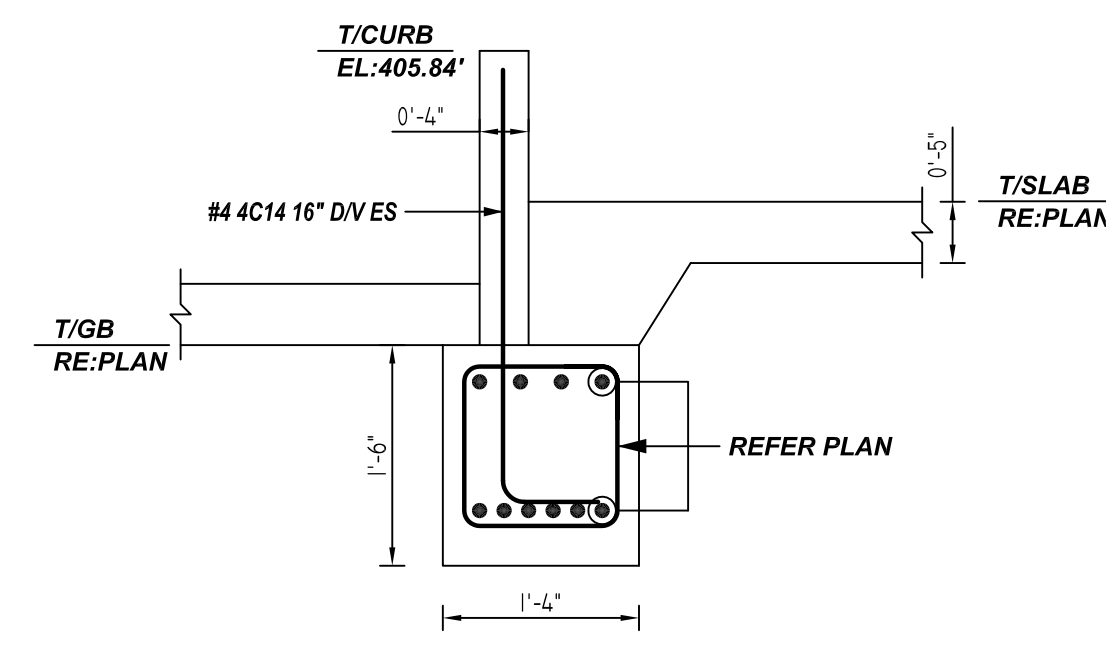 T/CURB
EL:405.84'
0'-4"
0'-5"
T/SLAB
RE:PLAN
#4 4C14 16" D/V ES
T/GB
RE:PLAN
1'-6"
REFER PLAN
1'-4"